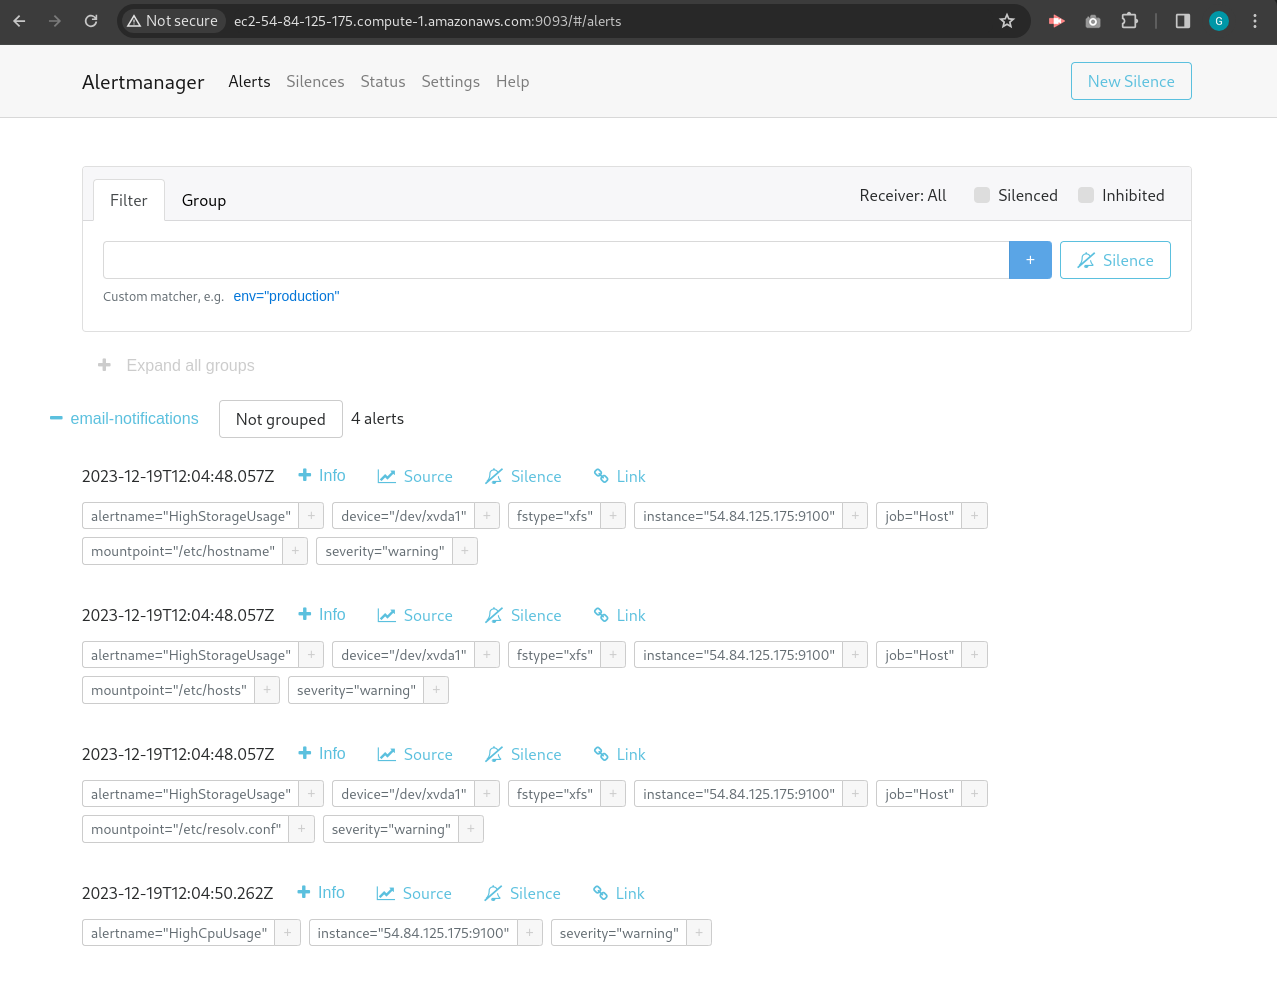 Not secure ec2-54-84-125-175.compute-1.amazonaws.com:9093/#/alerts G
Alertmanager Alerts Silences Status Settings Help New Silence
Filter Group Receiver: All Silenced Inhibited
+ Silence
Custom matcher, e.g. env="production"
+ Expand all groups
− email-notifications Not grouped 4 alerts
2023-12-19T12:04:48.057Z + Info Source Silence Link
alertname="HighStorageUsage" + device="/dev/xvda1" + fstype="xfs" + instance="54.84.125.175:9100" + job="Host" +
mountpoint="/etc/hostname" + severity="warning" +
2023-12-19T12:04:48.057Z + Info Source Silence Link
alertname="HighStorageUsage" + device="/dev/xvda1" + fstype="xfs" + instance="54.84.125.175:9100" + job="Host" +
mountpoint="/etc/hosts" + severity="warning" +
2023-12-19T12:04:48.057Z + Info Source Silence Link
alertname="HighStorageUsage" + device="/dev/xvda1" + fstype="xfs" + instance="54.84.125.175:9100" + job="Host" +
mountpoint="/etc/resolv.conf" + severity="warning" +
2023-12-19T12:04:50.262Z + Info Source Silence Link
alertname="HighCpuUsage" + instance="54.84.125.175:9100" + severity="warning" +